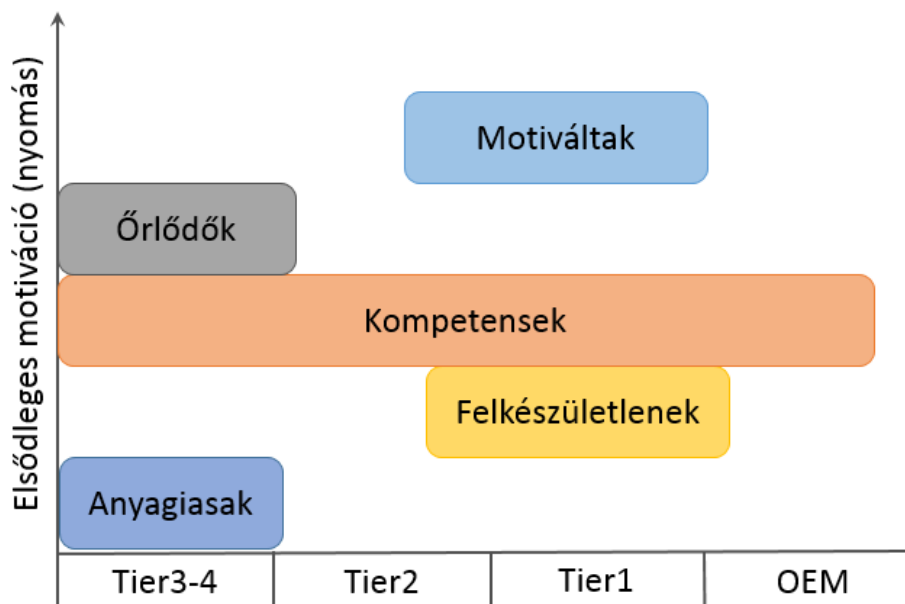 Elsődleges motiváció (nyomás)
Motiváltak
Őrlődők
Kompetensek
Felkészületlenek
Anyagiasak
Tier3-4
Tier2
Tier1
OEM